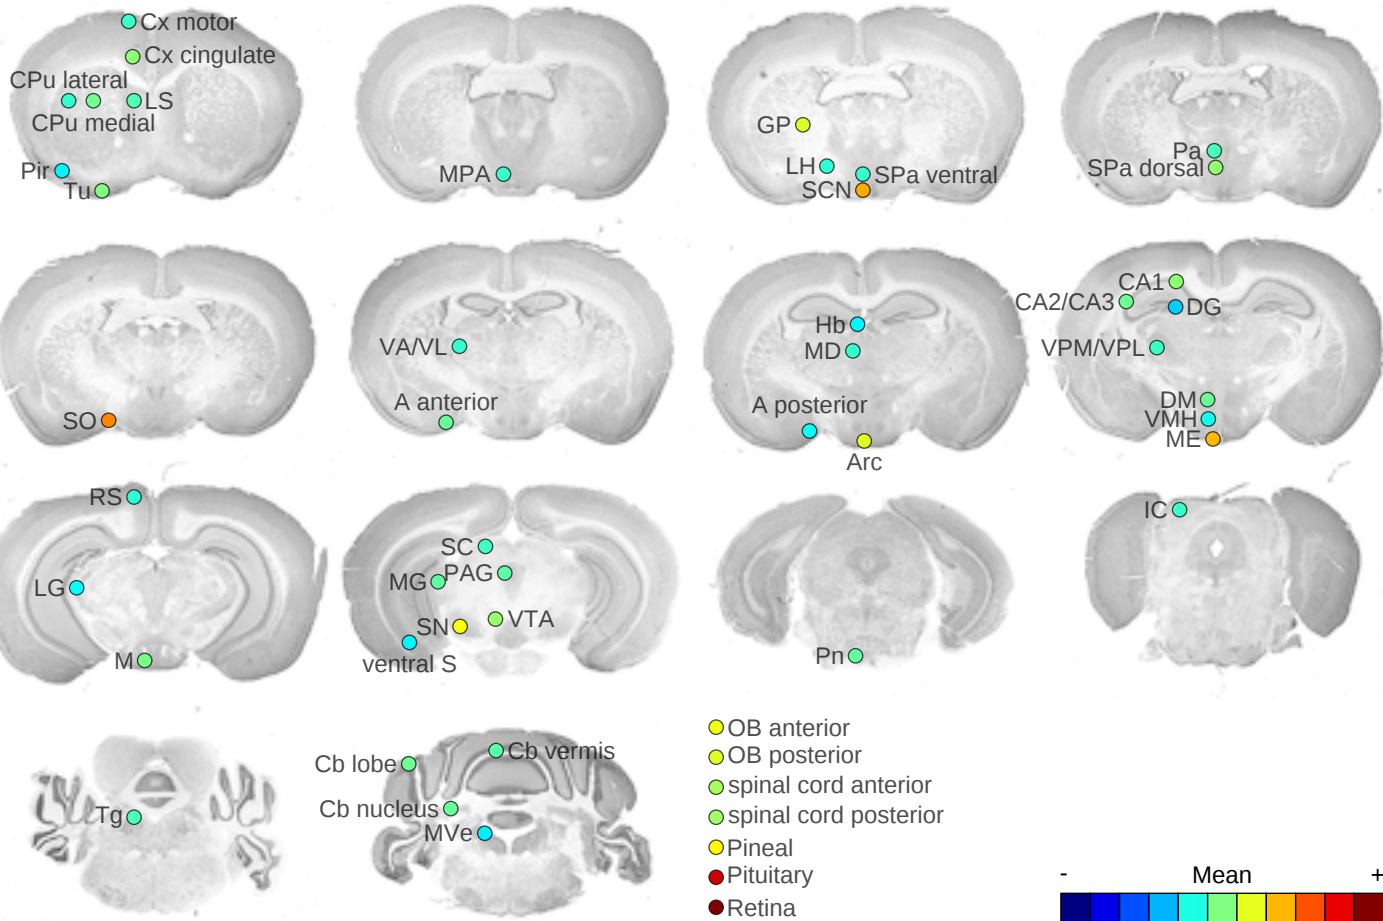 Cx motor
Cx cingulate
CPu lateral
LS
CPu medial
Pir
Tu
MPA
GP
LH
SPa ventral
SCN
Pa
SPa dorsal
SO
VA/VL
A anterior
Hb
MD
A posterior
Arc
CA1
CA2/CA3
DG
VPM/VPL
DM
VMH
ME
RS
LG
M
SC
MG
PAG
SN
VTA
ventral S
Pn
IC
Tg
Cb lobe
Cb vermis
Cb nucleus
MVe
OB anterior
OB posterior
spinal cord anterior
spinal cord posterior
Pineal
Pituitary
Retina
- Mean +